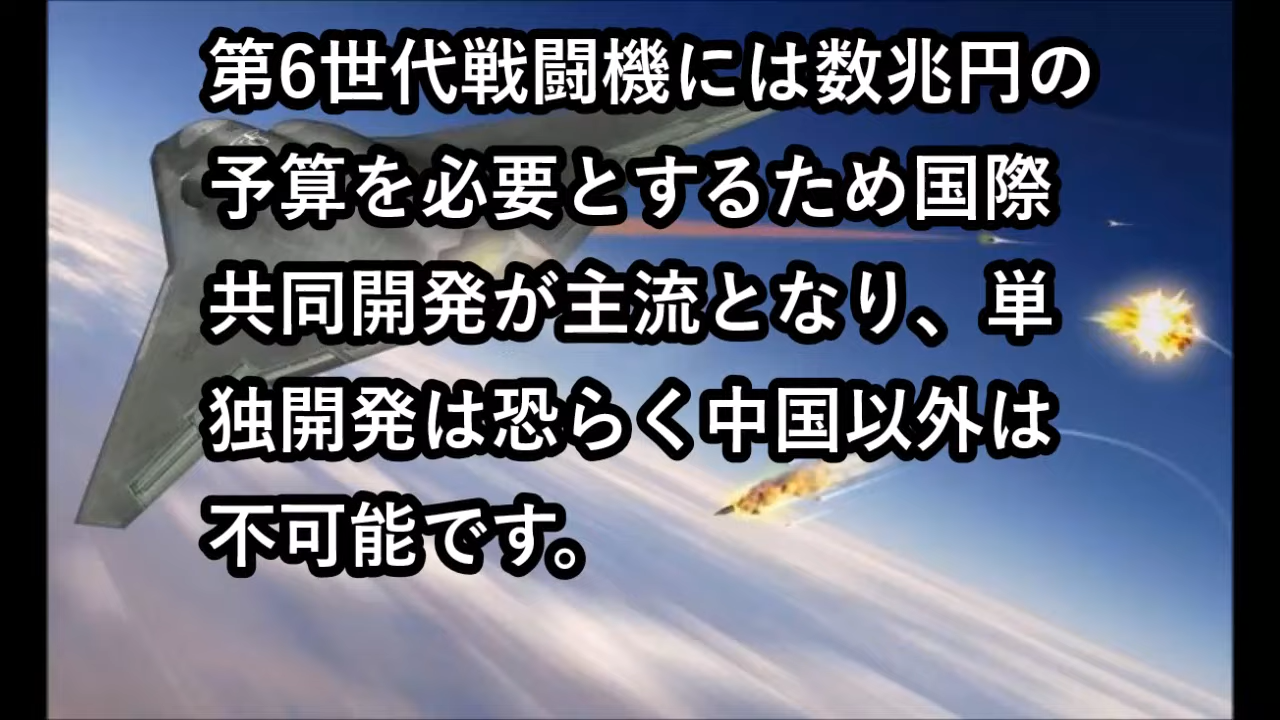 第6世代戦闘機には数兆円の
予算を必要とするため国際
共同開発が主流となり、単
独開発は恐らく中国以外は
不可能です。